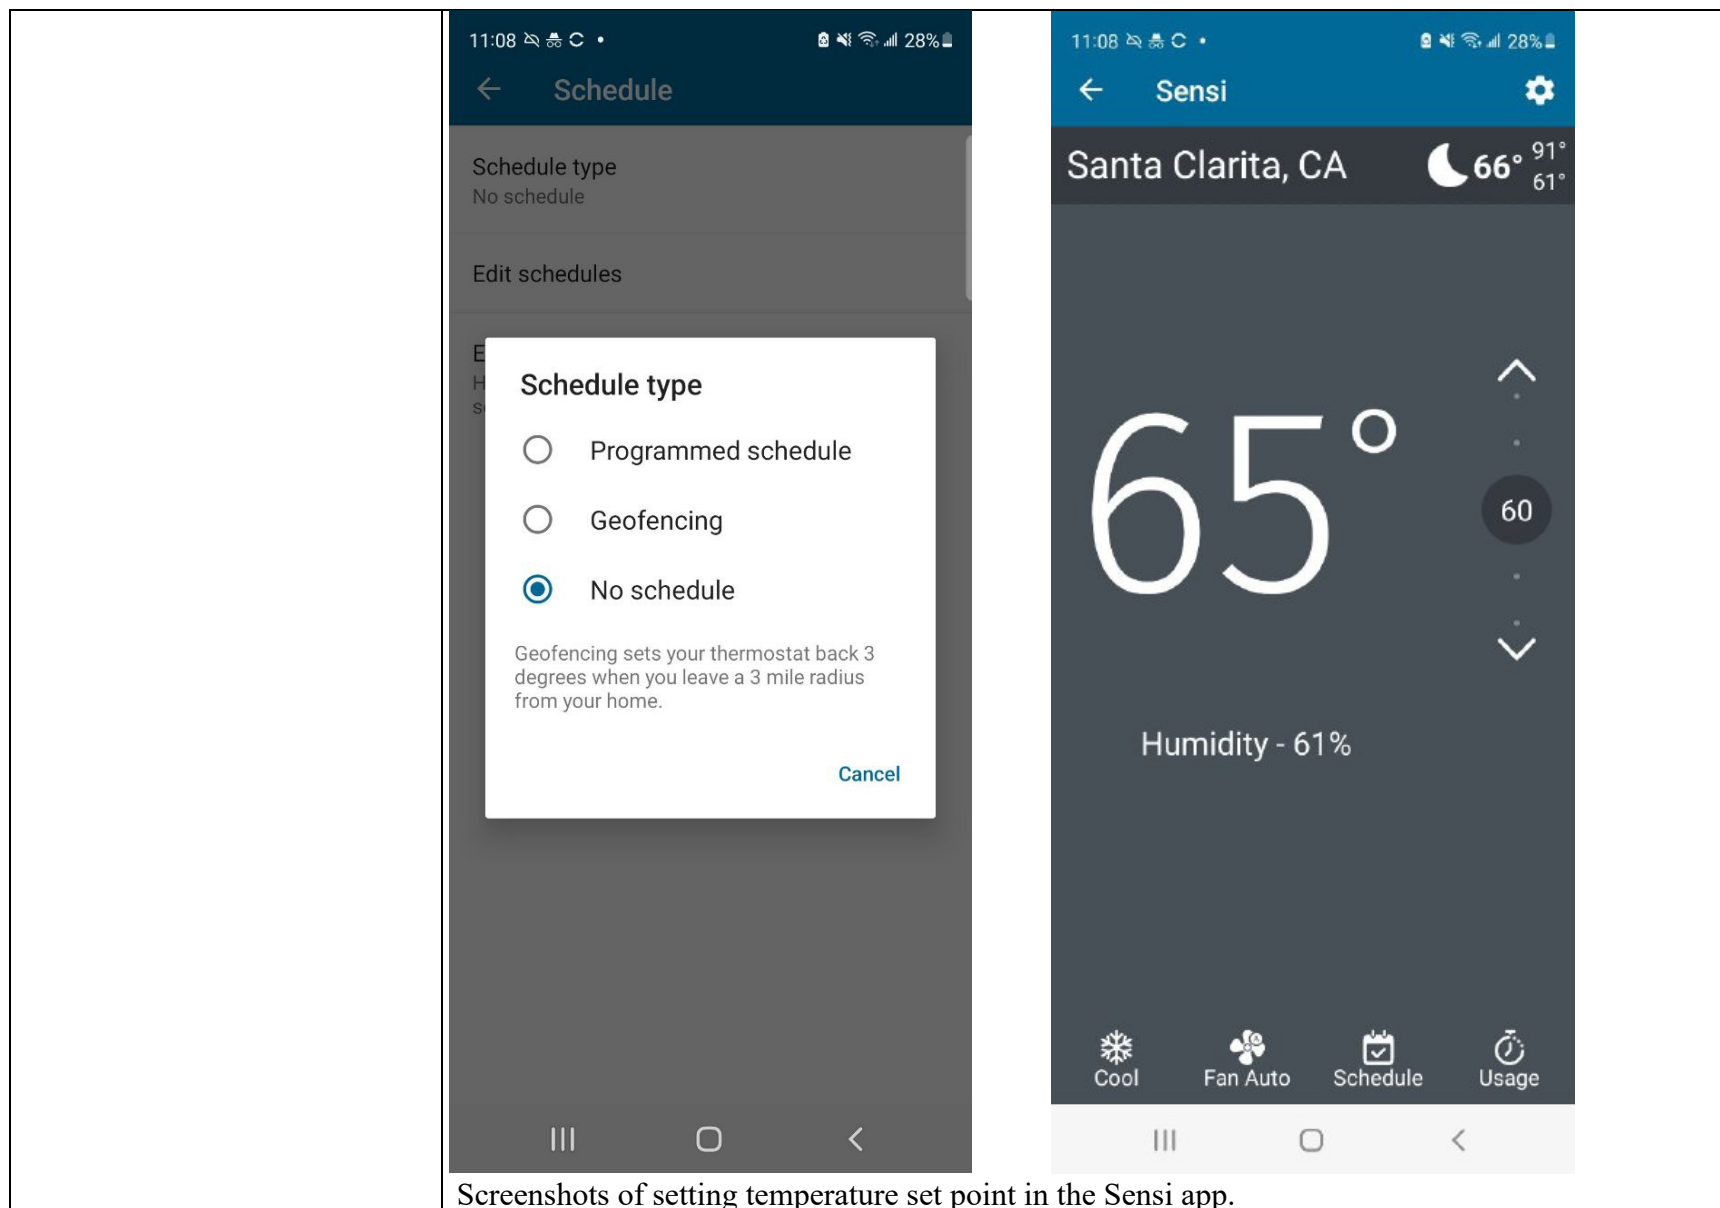 11:08
28%
Schedule
Schedule type
No schedule
Edit schedules
E
H
s
Schedule type
Programmed schedule
Geofencing
No schedule
Geofencing sets your thermostat back 3
degrees when you leave a 3 mile radius
from your home.
Cancel
11:08
28%
Sensi
Santa Clarita, CA
66°
91°
61°
65°
60
Humidity - 61%
Cool
Fan Auto
Schedule
Usage
Screenshots of setting temperature set point in the Sensi app.